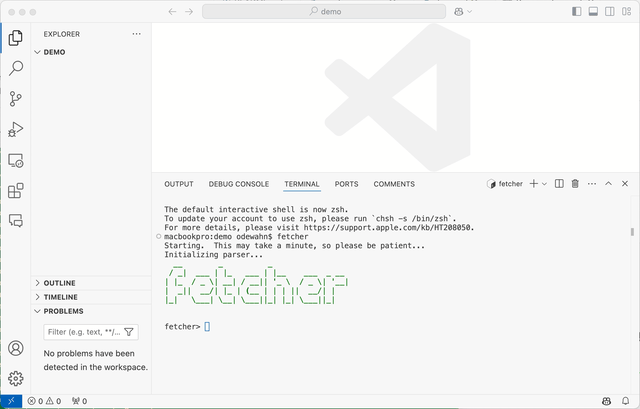 demo
EXPLORER
DEMO
OUTLINE
TIMELINE
PROBLEMS
Filter (e.g. text, **/...
No problems have been
detected in the workspace.
OUTPUT DEBUG CONSOLE TERMINAL PORTS COMMENTS fetcher
The default interactive shell is now zsh.
To update your account to use zsh, please run `chsh -s /bin/zsh`.
For more details, please visit https://support.apple.com/kb/HT208050.
macbookpro:demo odewahn$ fetcher
Starting.  This may take a minute, so please be patient...
Initializing parser...
fetcher
fetcher>
0 0 0